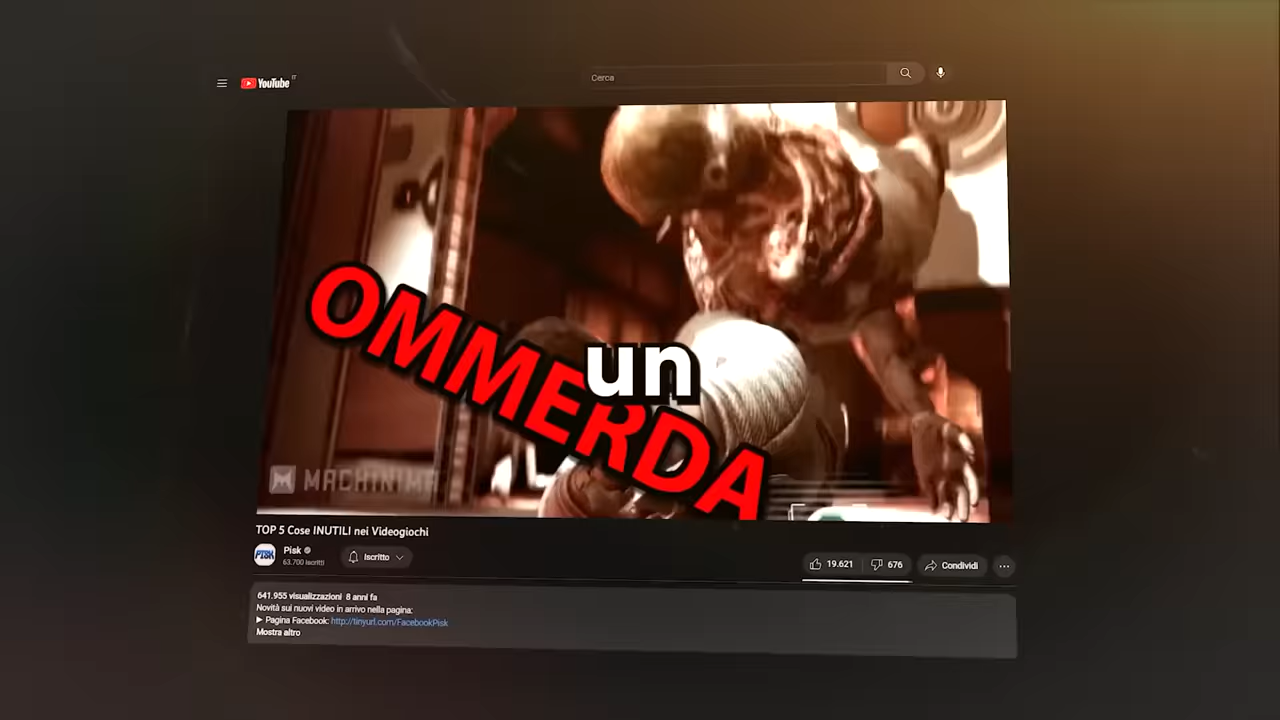 YouTube IT
Cerca
OMMERDA
un
MACHINIMA
TOP 5 Cose INUTILI nei Videogiochi
PISK
Pisk
63.700 iscritti
Iscritto
19.621
676
Condividi
641.955 visualizzazioni 8 anni fa
Novità sui nuovi video in arrivo nella pagina:
▶ Pagina Facebook: http://tinyurl.com/FacebookPisk
Mostra altro